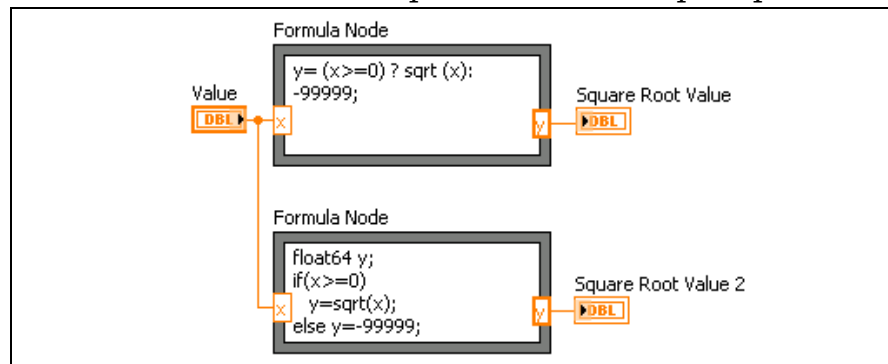 Formula Node
y= (x>=0) ? sqrt (x):
-99999;
Value
DBL
x
y
Square Root Value
DBL
Formula Node
float64 y;
if(x>=0)
y=sqrt(x);
else y=-99999;
x
y
Square Root Value 2
DBL